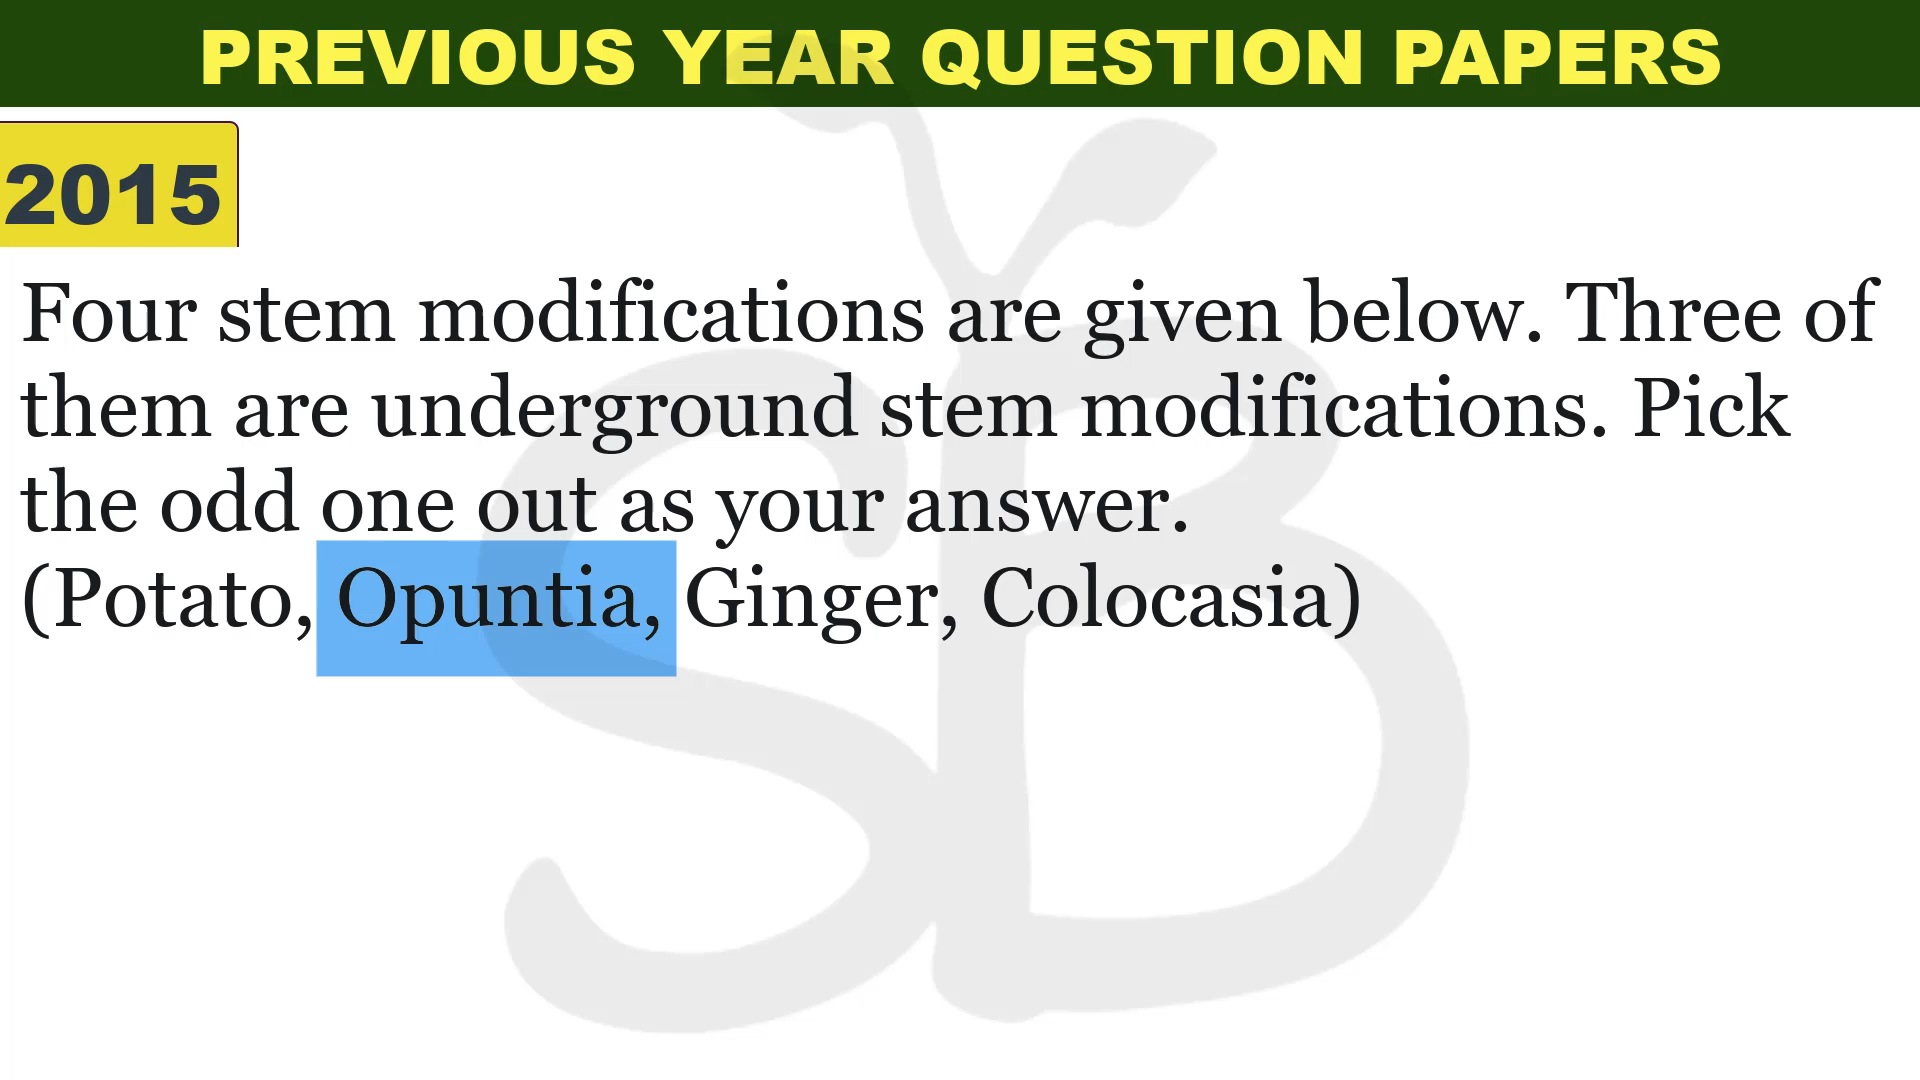 PREVIOUS YEAR QUESTION PAPERS
2015
Four stem modifications are given below. Three of
them are underground stem modifications. Pick
the odd one out as your answer.
(Potato, Opuntia, Ginger, Colocasia)
SB